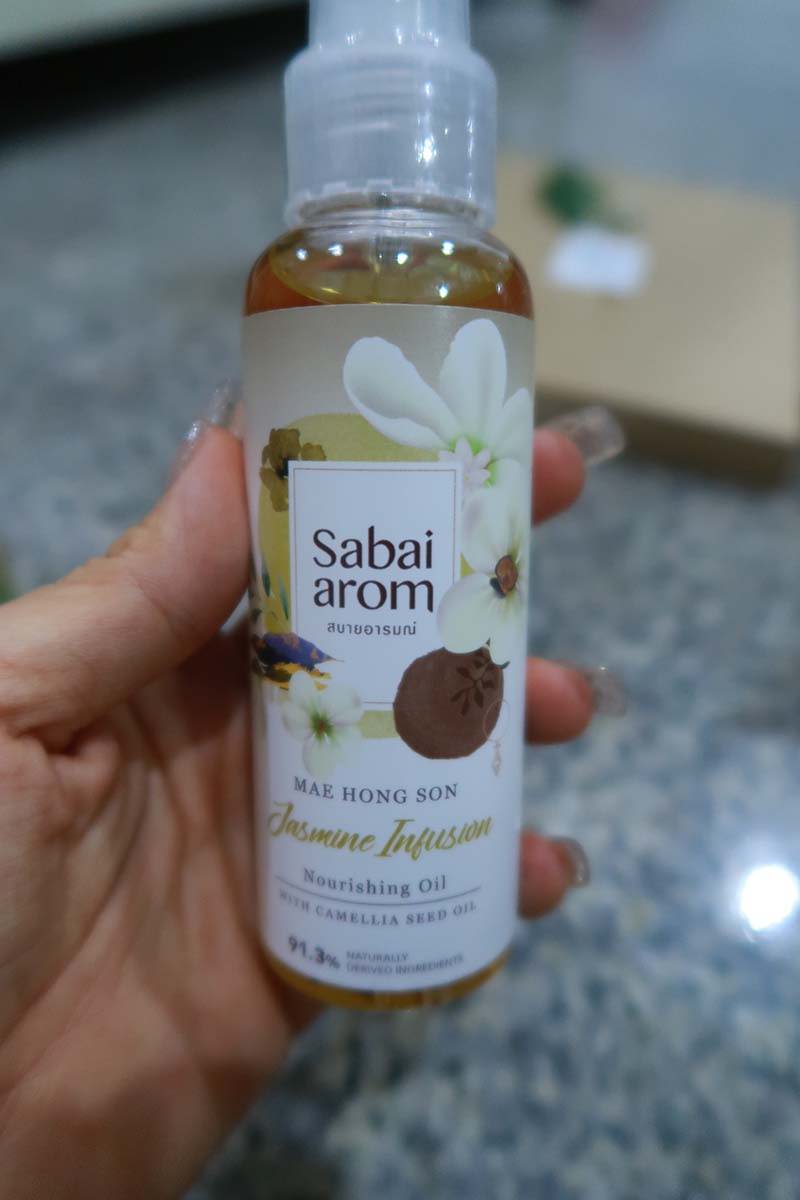 Sabai
arom
สบายอารมณ์
MAE HONG SON
Jasmine Infusion
Nourishing Oil
WITH CAMELLIA SEED OIL
91.3% NATURALLY
DERIVED INGREDIENTS